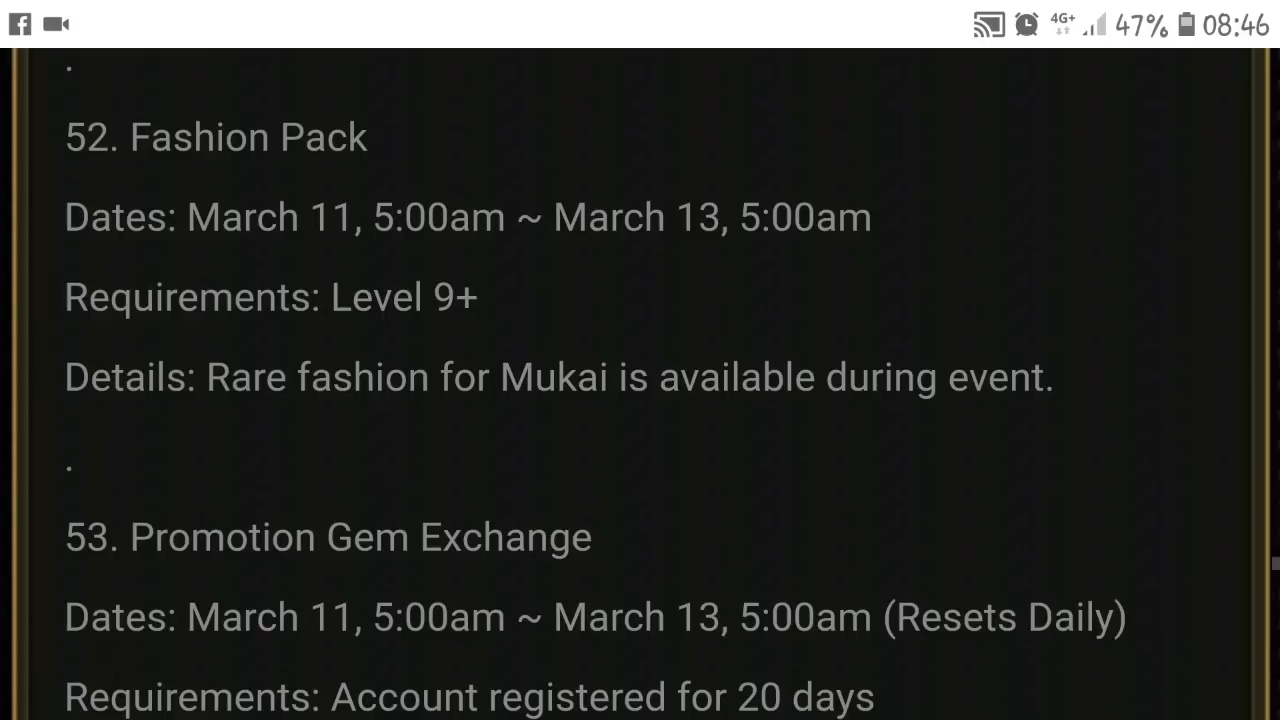 4G+ 47% 08:46
.
52. Fashion Pack
Dates: March 11, 5:00am ~ March 13, 5:00am
Requirements: Level 9+
Details: Rare fashion for Mukai is available during event.
.
53. Promotion Gem Exchange
Dates: March 11, 5:00am ~ March 13, 5:00am (Resets Daily)
Requirements: Account registered for 20 days